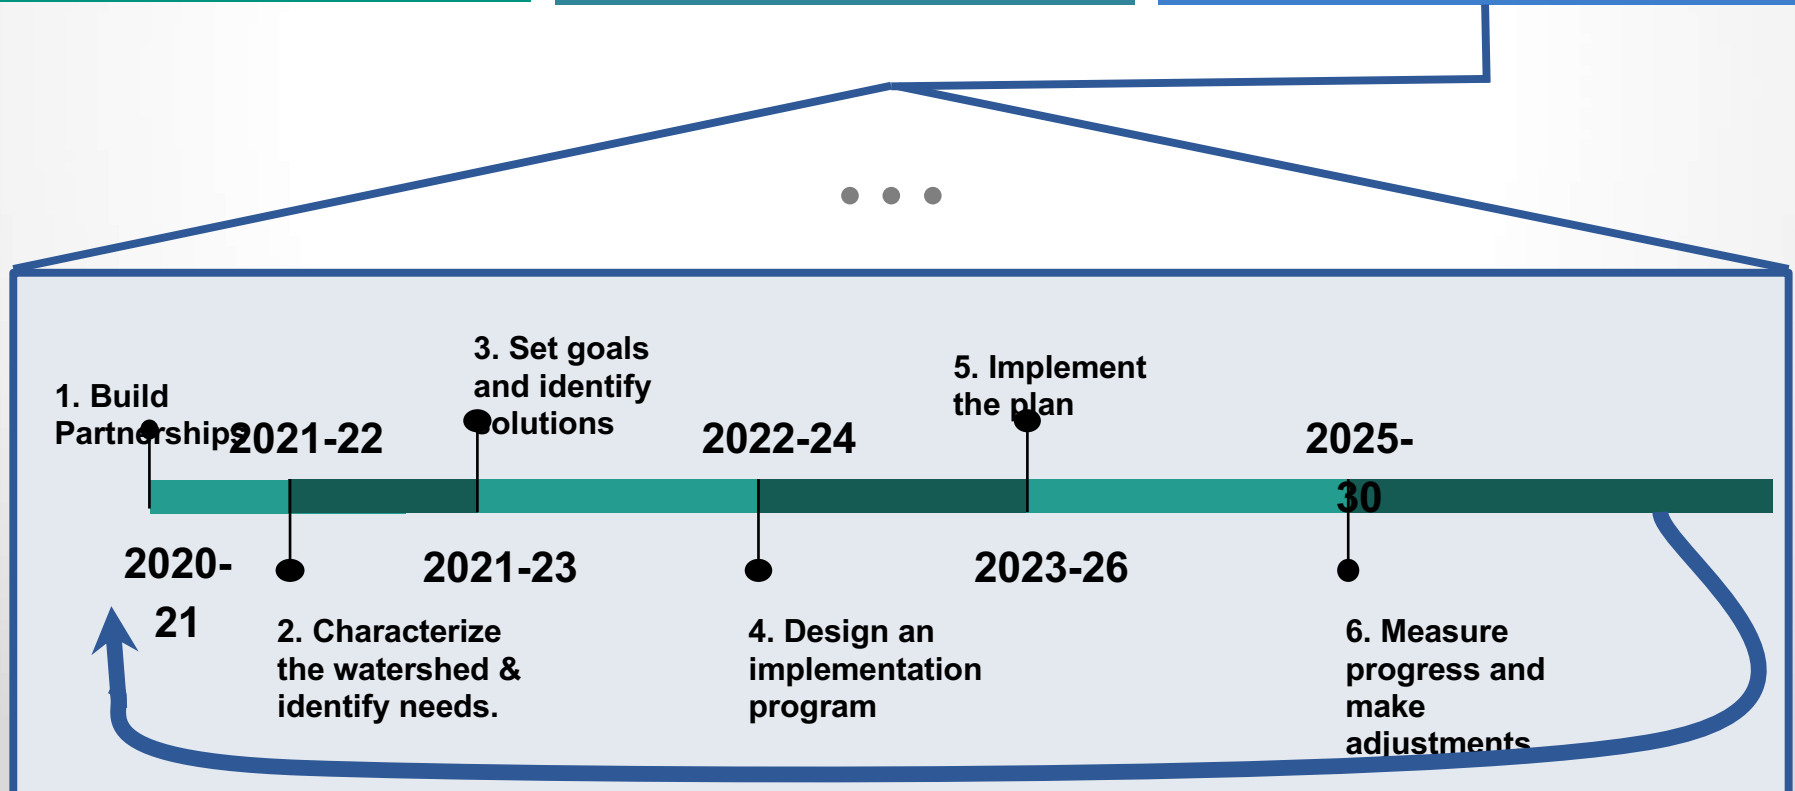 1. Build
Partnerships
2020-
21
2021-22
2. Characterize
the watershed &
identify needs.
3. Set goals
and identify
solutions
2021-23
2022-24
4. Design an
implementation
program
5. Implement
the plan
2023-26
2025-
30
6. Measure
progress and
make
adjustments